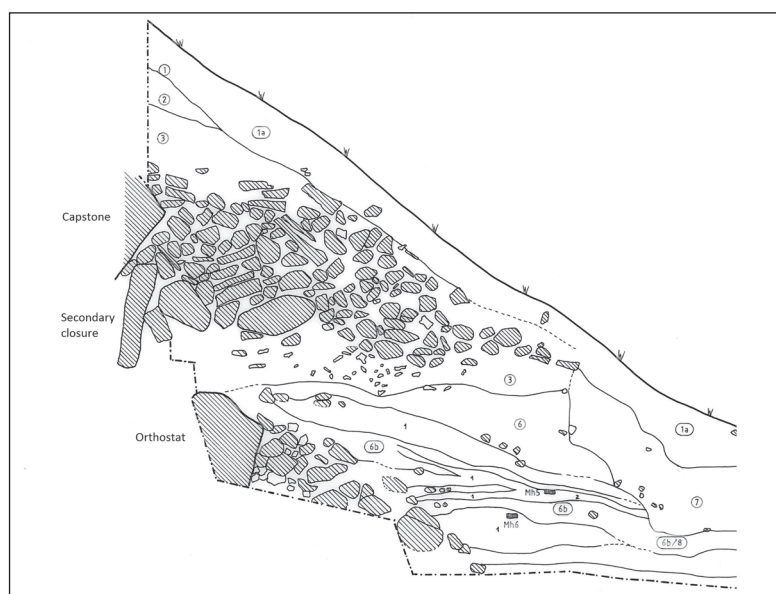 ①
②
1a
③
Capstone
Secondary
closure
③
1a
Orthostat
1
⑥
6b
1
Mh5
2
⑦
1
6b
1
Mh6
6b/8